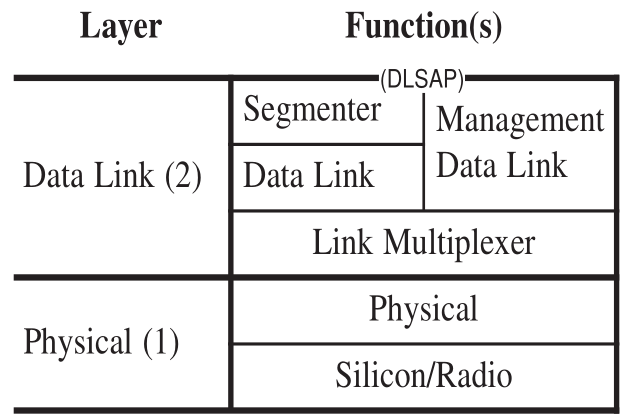 Layer Function(s)
(DLSAP)
Segmenter
Management
Data Link
Data Link (2)
Data Link
Link Multiplexer
Physical
Physical (1)
Silicon/Radio